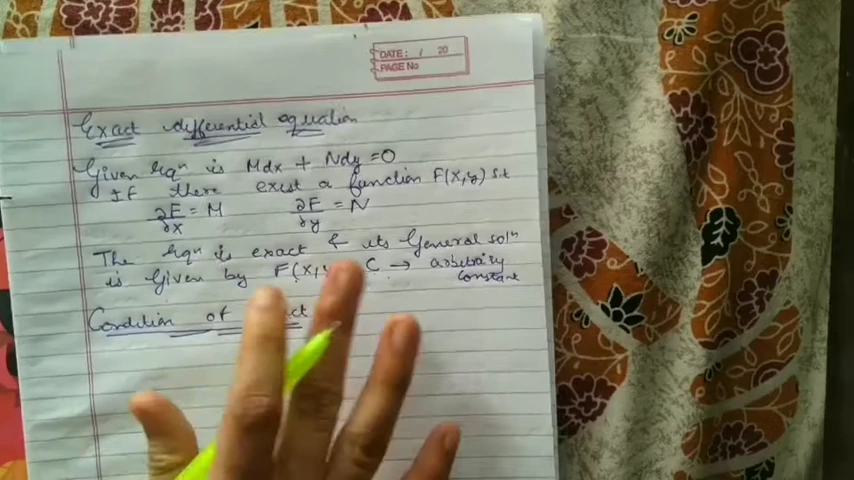 DATE: / 20
PAGE No
Exact differential equation
Given eqn is Mdx + Ndy = 0
IF there exist a function F(x,y) s.t
∂F/∂x = M ∂F/∂y = N
The eqn is exact & its General soln
is Given by F(x, C → arbitrary
constant
Condition of